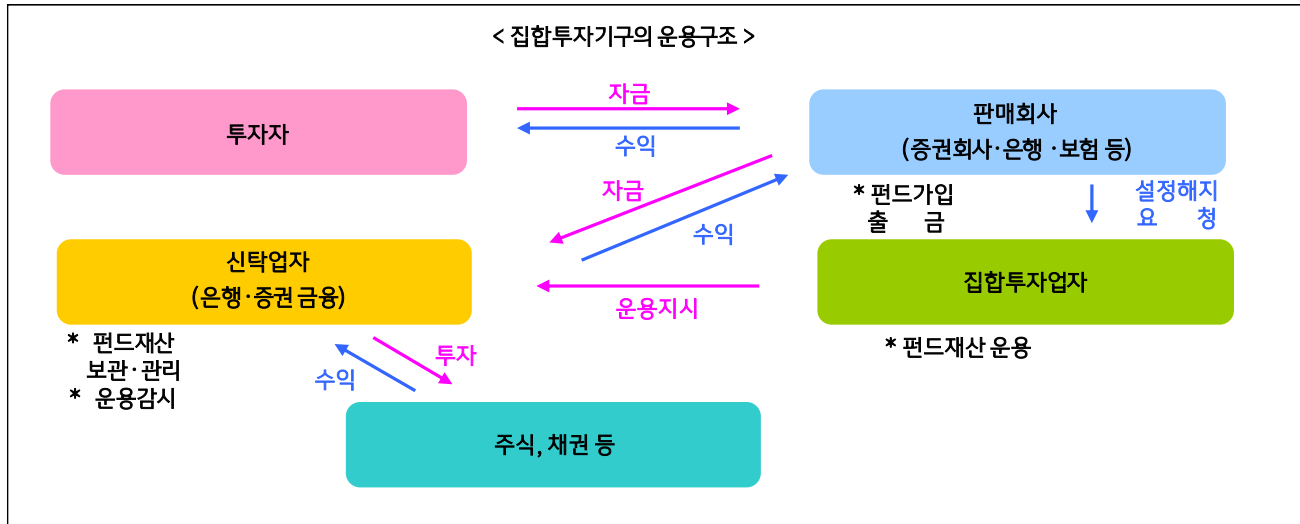 < 집합투자기구의 운용구조 >
자금
투자자
수익
판매회사
(증권회사·은행 ·보험 등)
자금
수익
* 펀드가입
출 금
설정해지
요 청
신탁업자
(은행·증권 금융)
운용지시
집합투자업자
* 펀드재산
보관·관리
* 운용감시
* 펀드재산 운용
투자
수익
주식, 채권 등